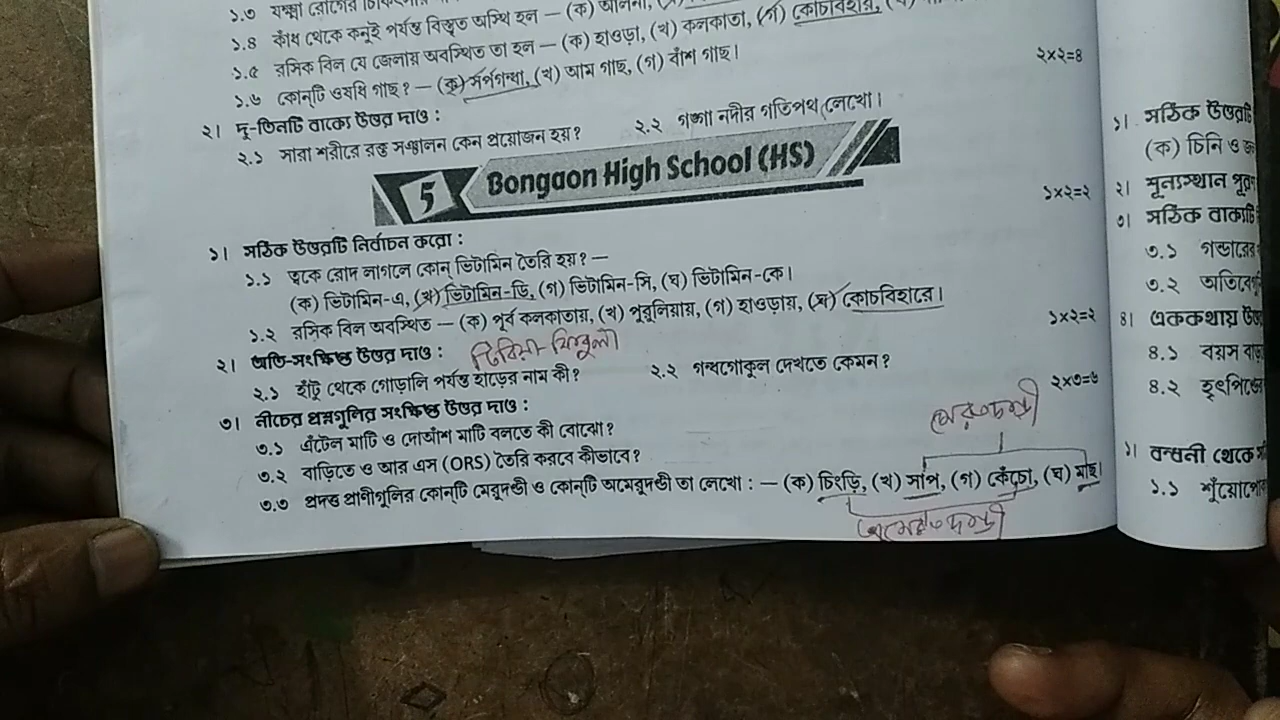 ১.৩ যক্ষ্মা রোগের
১.৪ কাঁধ থেকে কনুই পর্যন্ত বিস্তৃত অস্থি হল — (ক) আলনা,
১.৫ রসিক বিল যে জেলায় অবস্থিত তা হল — (ক) হাওড়া, (খ) কলকাতা, (গ) কোচবিহার,
১.৬ কোন্‌টি ওষধি গাছ? — (ক) সর্পগন্ধা, (খ) আম গাছ, (গ) বাঁশ গাছ।
২। দু-তিনটি বাক্যে উত্তর দাও : ২×২=৪
২.১ সারা শরীরে রক্ত সঞ্চালন কেন প্রয়োজন হয়? ২.২ গঙ্গা নদীর গতিপথ লেখো।
5 Bongaon High School (HS)
১। সঠিক উত্তরটি নির্বাচন করো : ১×২=২
১.১ ত্বকে রোদ লাগলে কোন্ ভিটামিন তৈরি হয়? —
(ক) ভিটামিন-এ, (খ) ভিটামিন-ডি, (গ) ভিটামিন-সি, (ঘ) ভিটামিন-কে।
১.২ রসিক বিল অবস্থিত — (ক) পূর্ব কলকাতায়, (খ) পুরুলিয়ায়, (গ) হাওড়ায়, (ঘ) কোচবিহারে।
২। অতি-সংক্ষিপ্ত উত্তর দাও : ১×২=২
২.১ হাঁটু থেকে গোড়ালি পর্যন্ত হাড়ের নাম কী? ২.২ গন্ধগোকুল দেখতে কেমন?
৩। নীচের প্রশ্নগুলির সংক্ষিপ্ত উত্তর দাও : ২×৩=৬
৩.১ এঁটেল মাটি ও দোআঁশ মাটি বলতে কী বোঝো?
মেরুদণ্ডী
৩.২ বাড়িতে ও আর এস (ORS) তৈরি করবে কীভাবে?
৩.৩ প্রদত্ত প্রাণীগুলির কোন্‌টি মেরুদণ্ডী ও কোন্‌টি অমেরুদণ্ডী তা লেখো : — (ক) চিংড়ি, (খ) সাপ, (গ) কেঁচো, (ঘ) মাছ।
অমেরুদণ্ডী
১। সঠিক উত্তরটি
(ক) চিনি ও
২। শূন্যস্থান
৩। সঠিক বাক্যটি
৩.১ গন্ডারের
৩.২
৪। এককথায়
৪.১ বয়স
৪.২
১। বন্ধনী থেকে
১.১